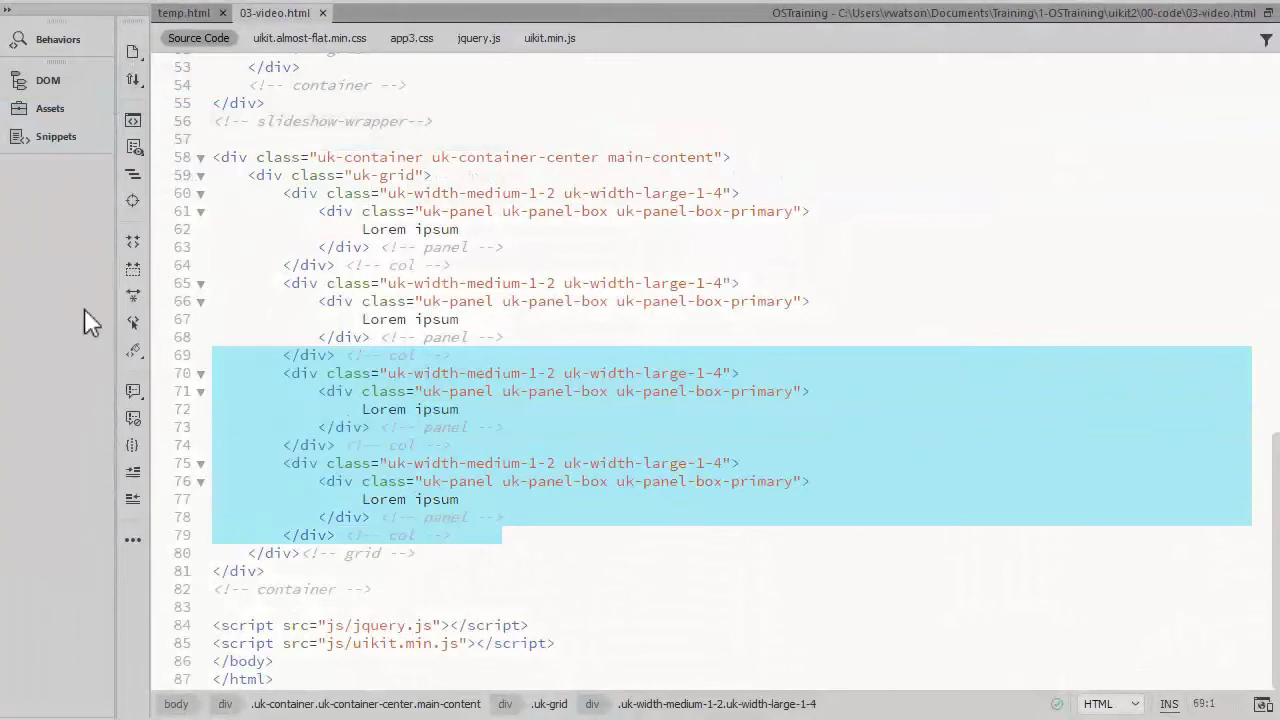 temp.html × 03-video.html × OSTraining - C:\Users\vwatson\Documents\Training\1-OSTraining\uikit2\00-code\03-video.html
Source Code uikit.almost-flat.min.css app3.css jquery.js uikit.min.js
Behaviors
DOM
Assets
Snippets
53 </div>
54 <!-- container -->
55 </div>
56 <!-- slideshow-wrapper-->
57
58 <div class="uk-container uk-container-center main-content">
59 <div class="uk-grid">
60 <div class="uk-width-medium-1-2 uk-width-large-1-4">
61 <div class="uk-panel uk-panel-box uk-panel-box-primary">
62 Lorem ipsum
63 </div> <!-- panel -->
64 </div> <!-- col -->
65 <div class="uk-width-medium-1-2 uk-width-large-1-4">
66 <div class="uk-panel uk-panel-box uk-panel-box-primary">
67 Lorem ipsum
68 </div> <!-- panel -->
69 </div> <!-- col -->
70 <div class="uk-width-medium-1-2 uk-width-large-1-4">
71 <div class="uk-panel uk-panel-box uk-panel-box-primary">
72 Lorem ipsum
73 </div> <!-- panel -->
74 </div> <!-- col -->
75 <div class="uk-width-medium-1-2 uk-width-large-1-4">
76 <div class="uk-panel uk-panel-box uk-panel-box-primary">
77 Lorem ipsum
78 </div> <!-- panel -->
79 </div> <!-- col -->
80 </div><!-- grid -->
81 </div>
82 <!-- container -->
83
84 <script src="js/jquery.js"></script>
85 <script src="js/uikit.min.js"></script>
86 </body>
87 </html>
body div .uk-container.uk-container-center.main-content div .uk-grid div .uk-width-medium-1-2.uk-width-large-1-4 HTML INS 69:1